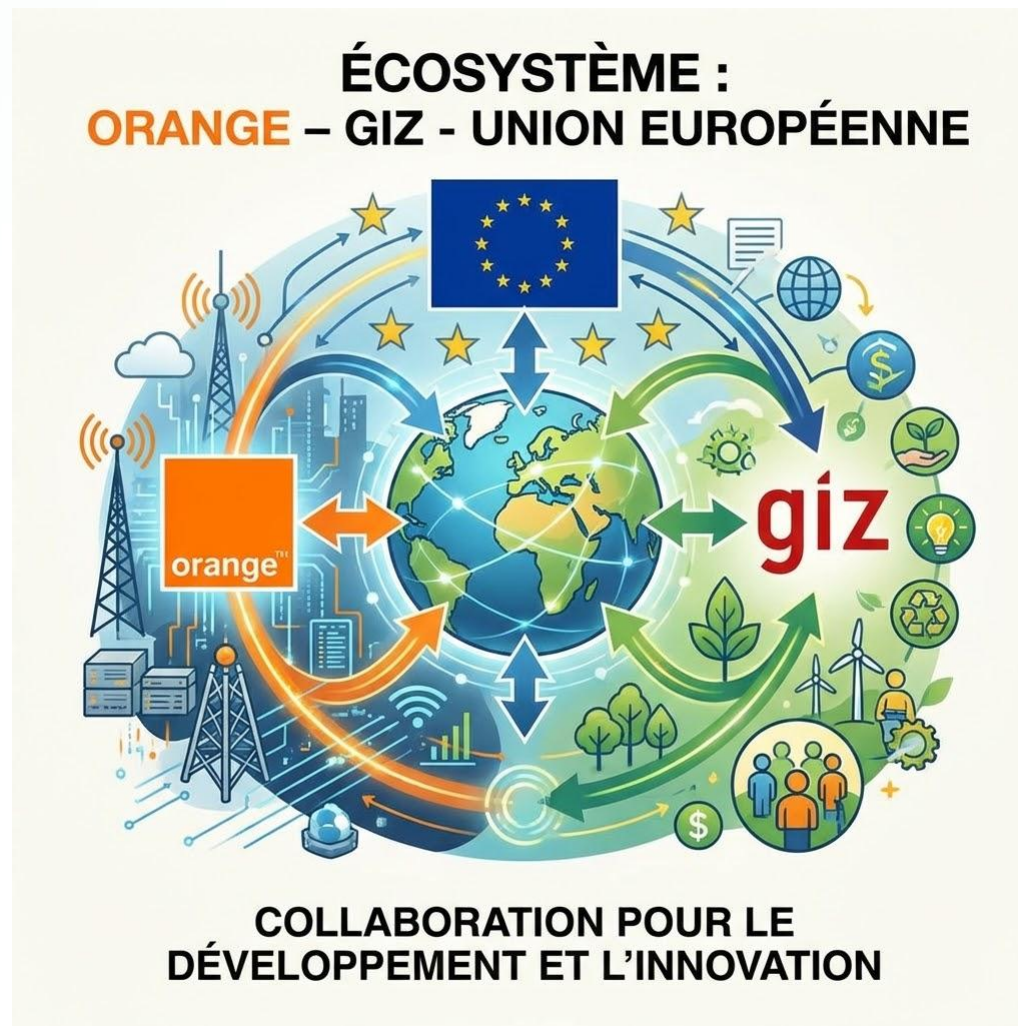 ÉCOSYSTÈME :
ORANGE – GIZ - UNION EUROPÉENNE
orange™
giz
$
$
COLLABORATION POUR LE
DÉVELOPPEMENT ET L’INNOVATION